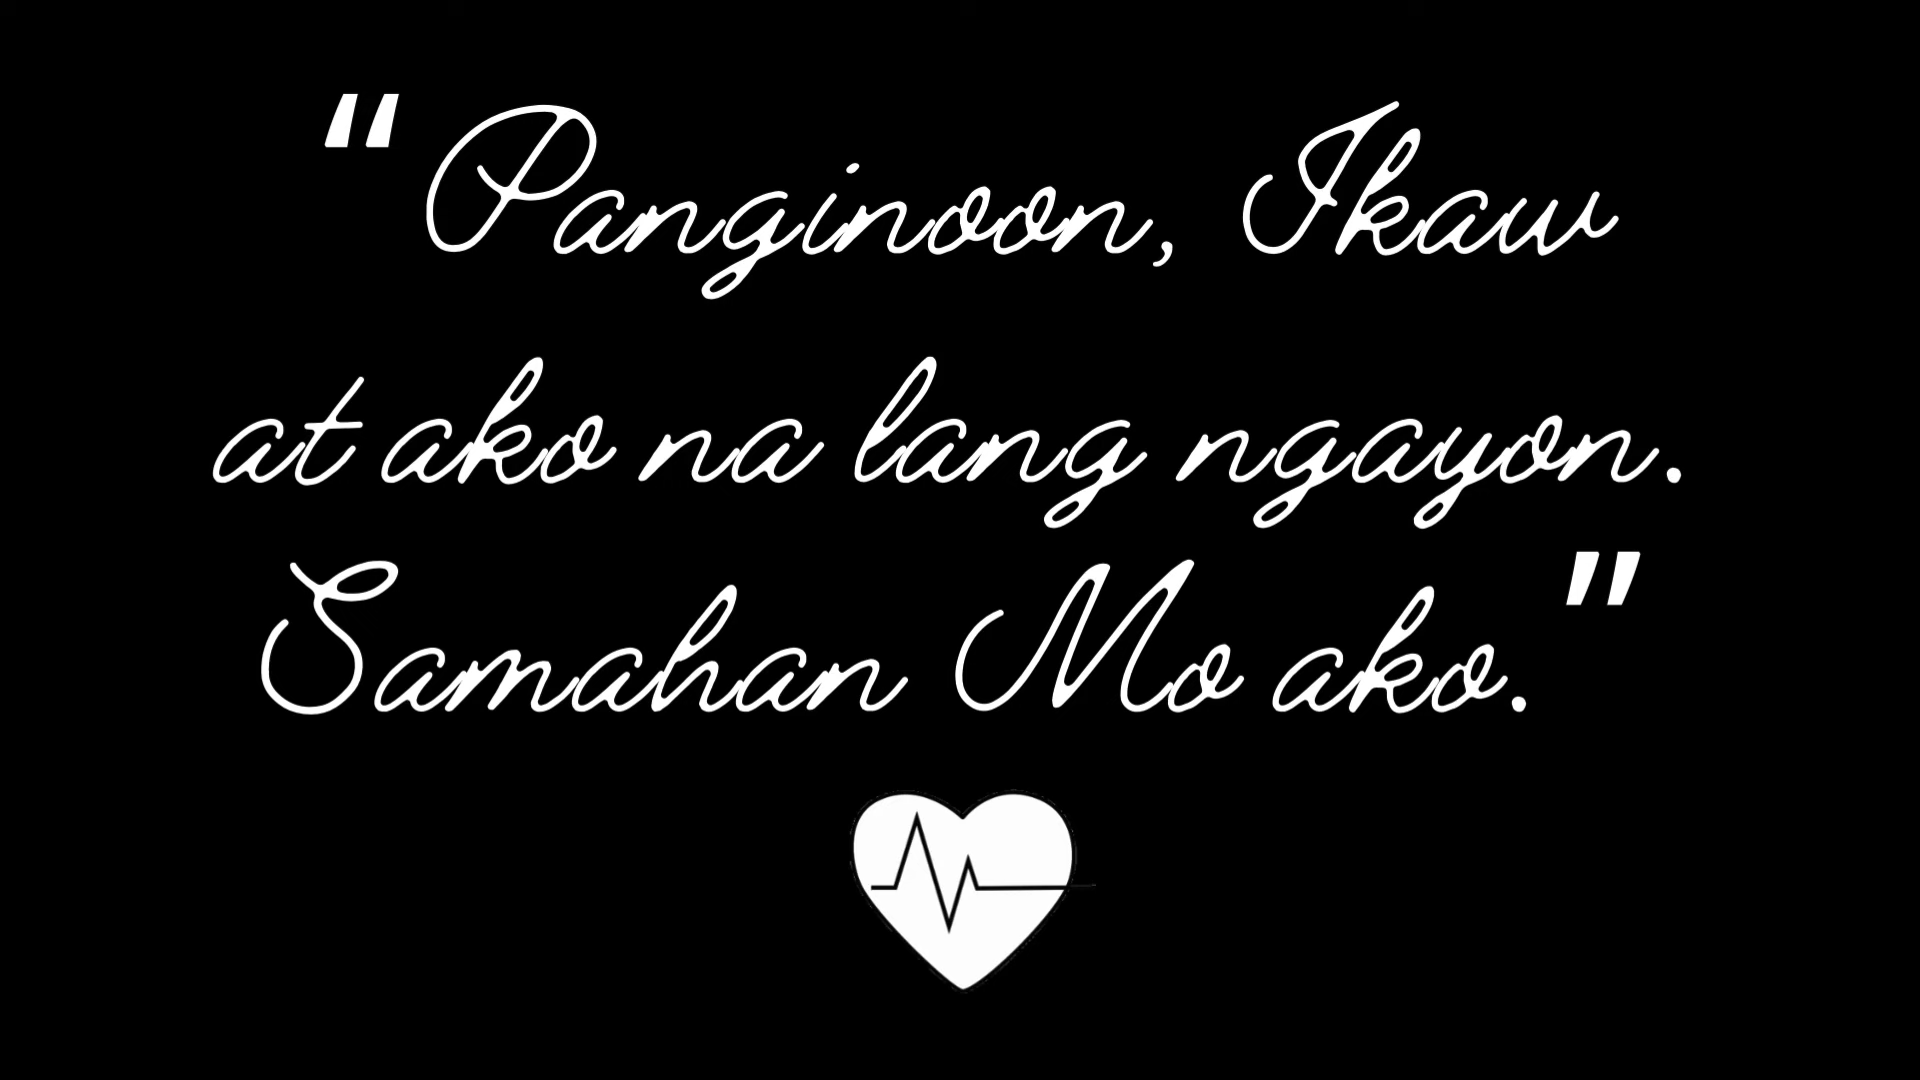 “Panginoon, Ikaw
at ako na lang ngayon.
Samahan Mo ako.”